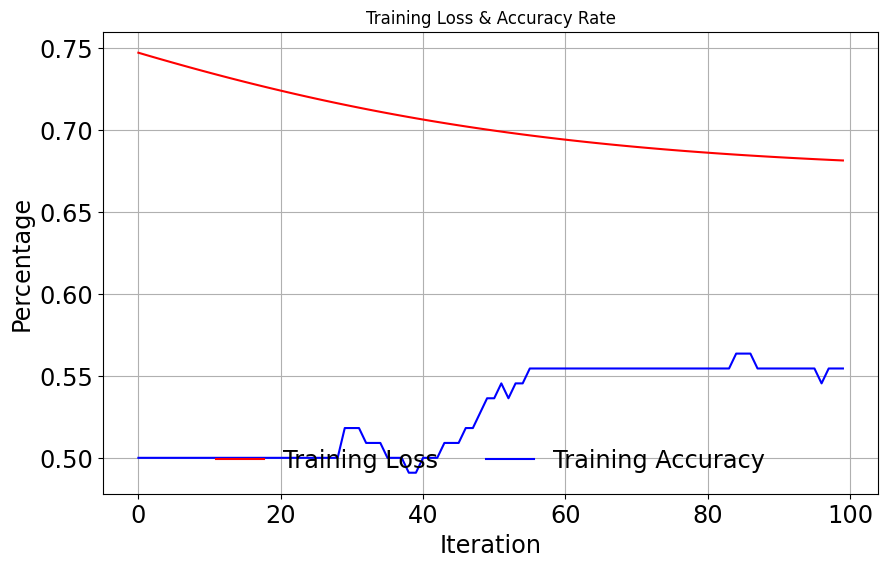 Training Loss & Accuracy Rate
0.75
0.70
0.65
0.60
0.55
0.50
Percentage
Training Loss Training Accuracy
0 20 40 60 80 100
Iteration